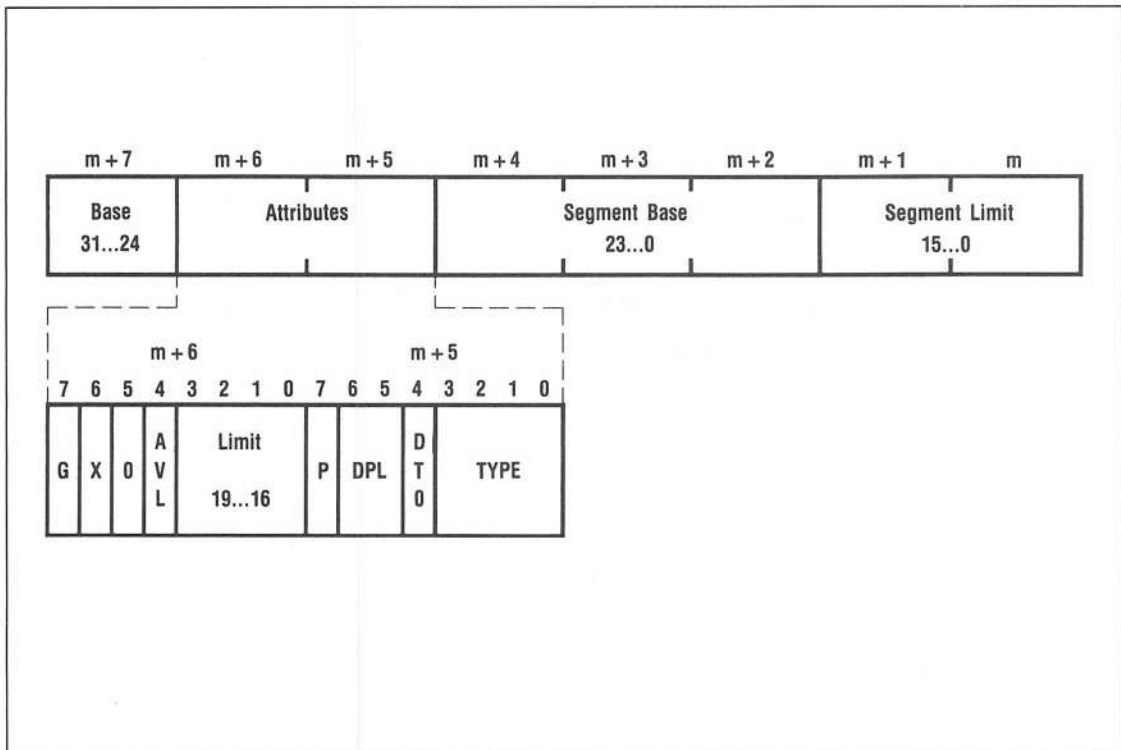 m + 7 m + 6 m + 5 m + 4 m + 3 m + 2 m + 1 m
Base Attributes Segment Base Segment Limit
31...24 23...0 15...0
m + 6 m + 5
7 6 5 4 3 2 1 0 7 6 5 4 3 2 1 0
G X 0 AVL Limit P DPL DT0 TYPE
19...16